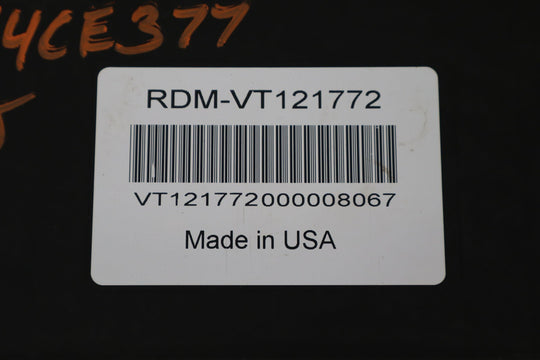 4CE377
RDM-VT121772
VT121772000008067
Made in USA